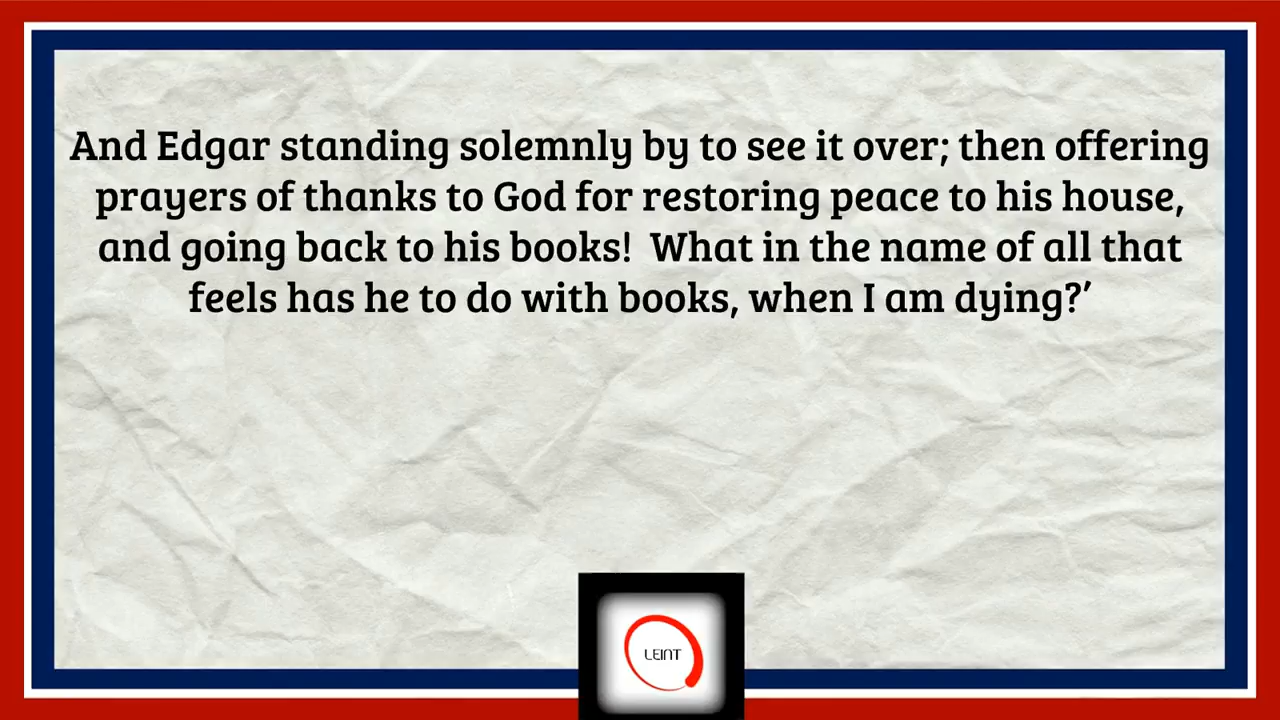 And Edgar standing solemnly by to see it over; then offering
prayers of thanks to God for restoring peace to his house,
and going back to his books!  What in the name of all that
feels has he to do with books, when I am dying?’
LEINT